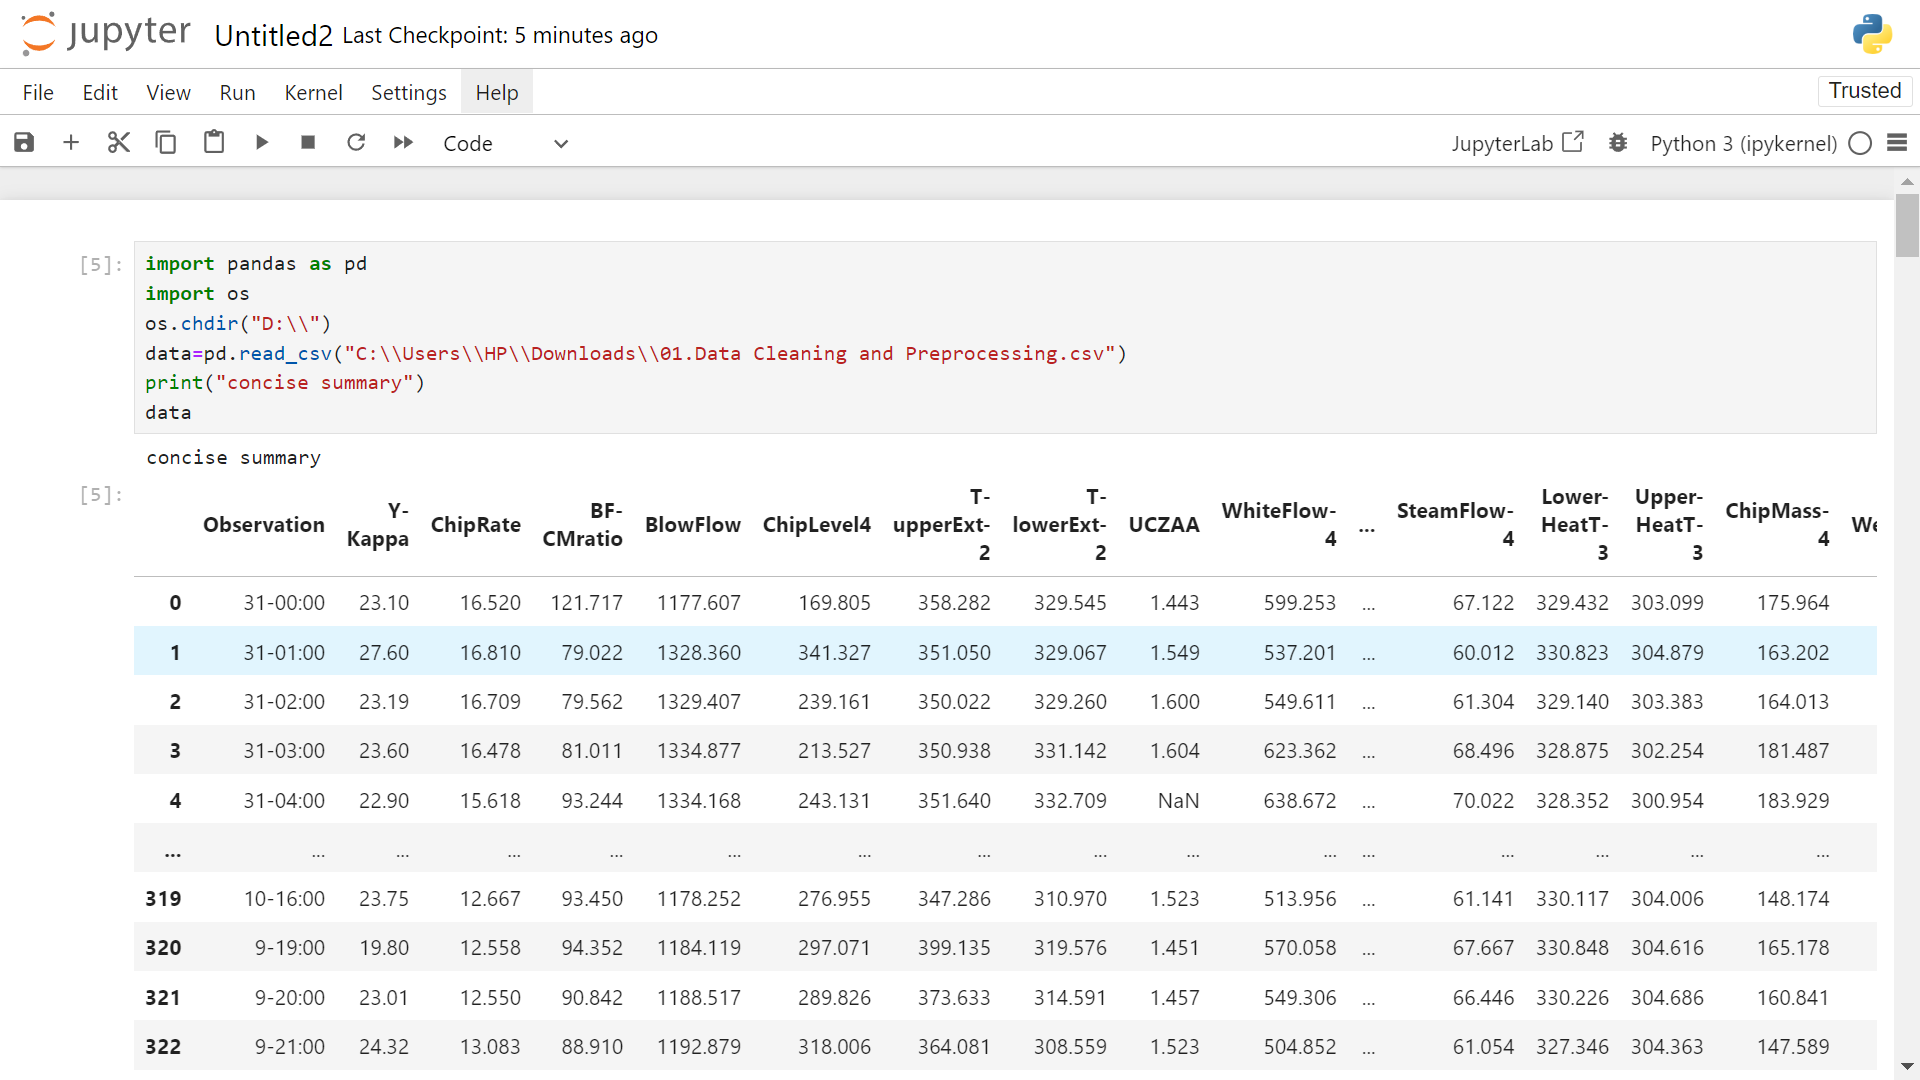 jupyter Untitled2 Last Checkpoint: 5 minutes ago
File Edit View Run Kernel Settings Help Trusted
Code JupyterLab Python 3 (ipykernel)
[5]: import pandas as pd
import os
os.chdir("D:\\")
data=pd.read_csv("C:\\Users\\HP\\Downloads\\01.Data Cleaning and Preprocessing.csv")
print("concise summary")
data
concise summary
[5]:
Observation Y-Kappa ChipRate BF-CMratio BlowFlow ChipLevel4 T-upperExt-2 T-lowerExt-2 UCZAA WhiteFlow-4 ... SteamFlow-4 Lower-HeatT-3 Upper-HeatT-3 ChipMass-4 We
0 31-00:00 23.10 16.520 121.717 1177.607 169.805 358.282 329.545 1.443 599.253 ... 67.122 329.432 303.099 175.964
1 31-01:00 27.60 16.810 79.022 1328.360 341.327 351.050 329.067 1.549 537.201 ... 60.012 330.823 304.879 163.202
2 31-02:00 23.19 16.709 79.562 1329.407 239.161 350.022 329.260 1.600 549.611 ... 61.304 329.140 303.383 164.013
3 31-03:00 23.60 16.478 81.011 1334.877 213.527 350.938 331.142 1.604 623.362 ... 68.496 328.875 302.254 181.487
4 31-04:00 22.90 15.618 93.244 1334.168 243.131 351.640 332.709 NaN 638.672 ... 70.022 328.352 300.954 183.929
... ... ... ... ... ... ... ... ... ... ... ... ... ... ... ...
319 10-16:00 23.75 12.667 93.450 1178.252 276.955 347.286 310.970 1.523 513.956 ... 61.141 330.117 304.006 148.174
320 9-19:00 19.80 12.558 94.352 1184.119 297.071 399.135 319.576 1.451 570.058 ... 67.667 330.848 304.616 165.178
321 9-20:00 23.01 12.550 90.842 1188.517 289.826 373.633 314.591 1.457 549.306 ... 66.446 330.226 304.686 160.841
322 9-21:00 24.32 13.083 88.910 1192.879 318.006 364.081 308.559 1.523 504.852 ... 61.054 327.346 304.363 147.589